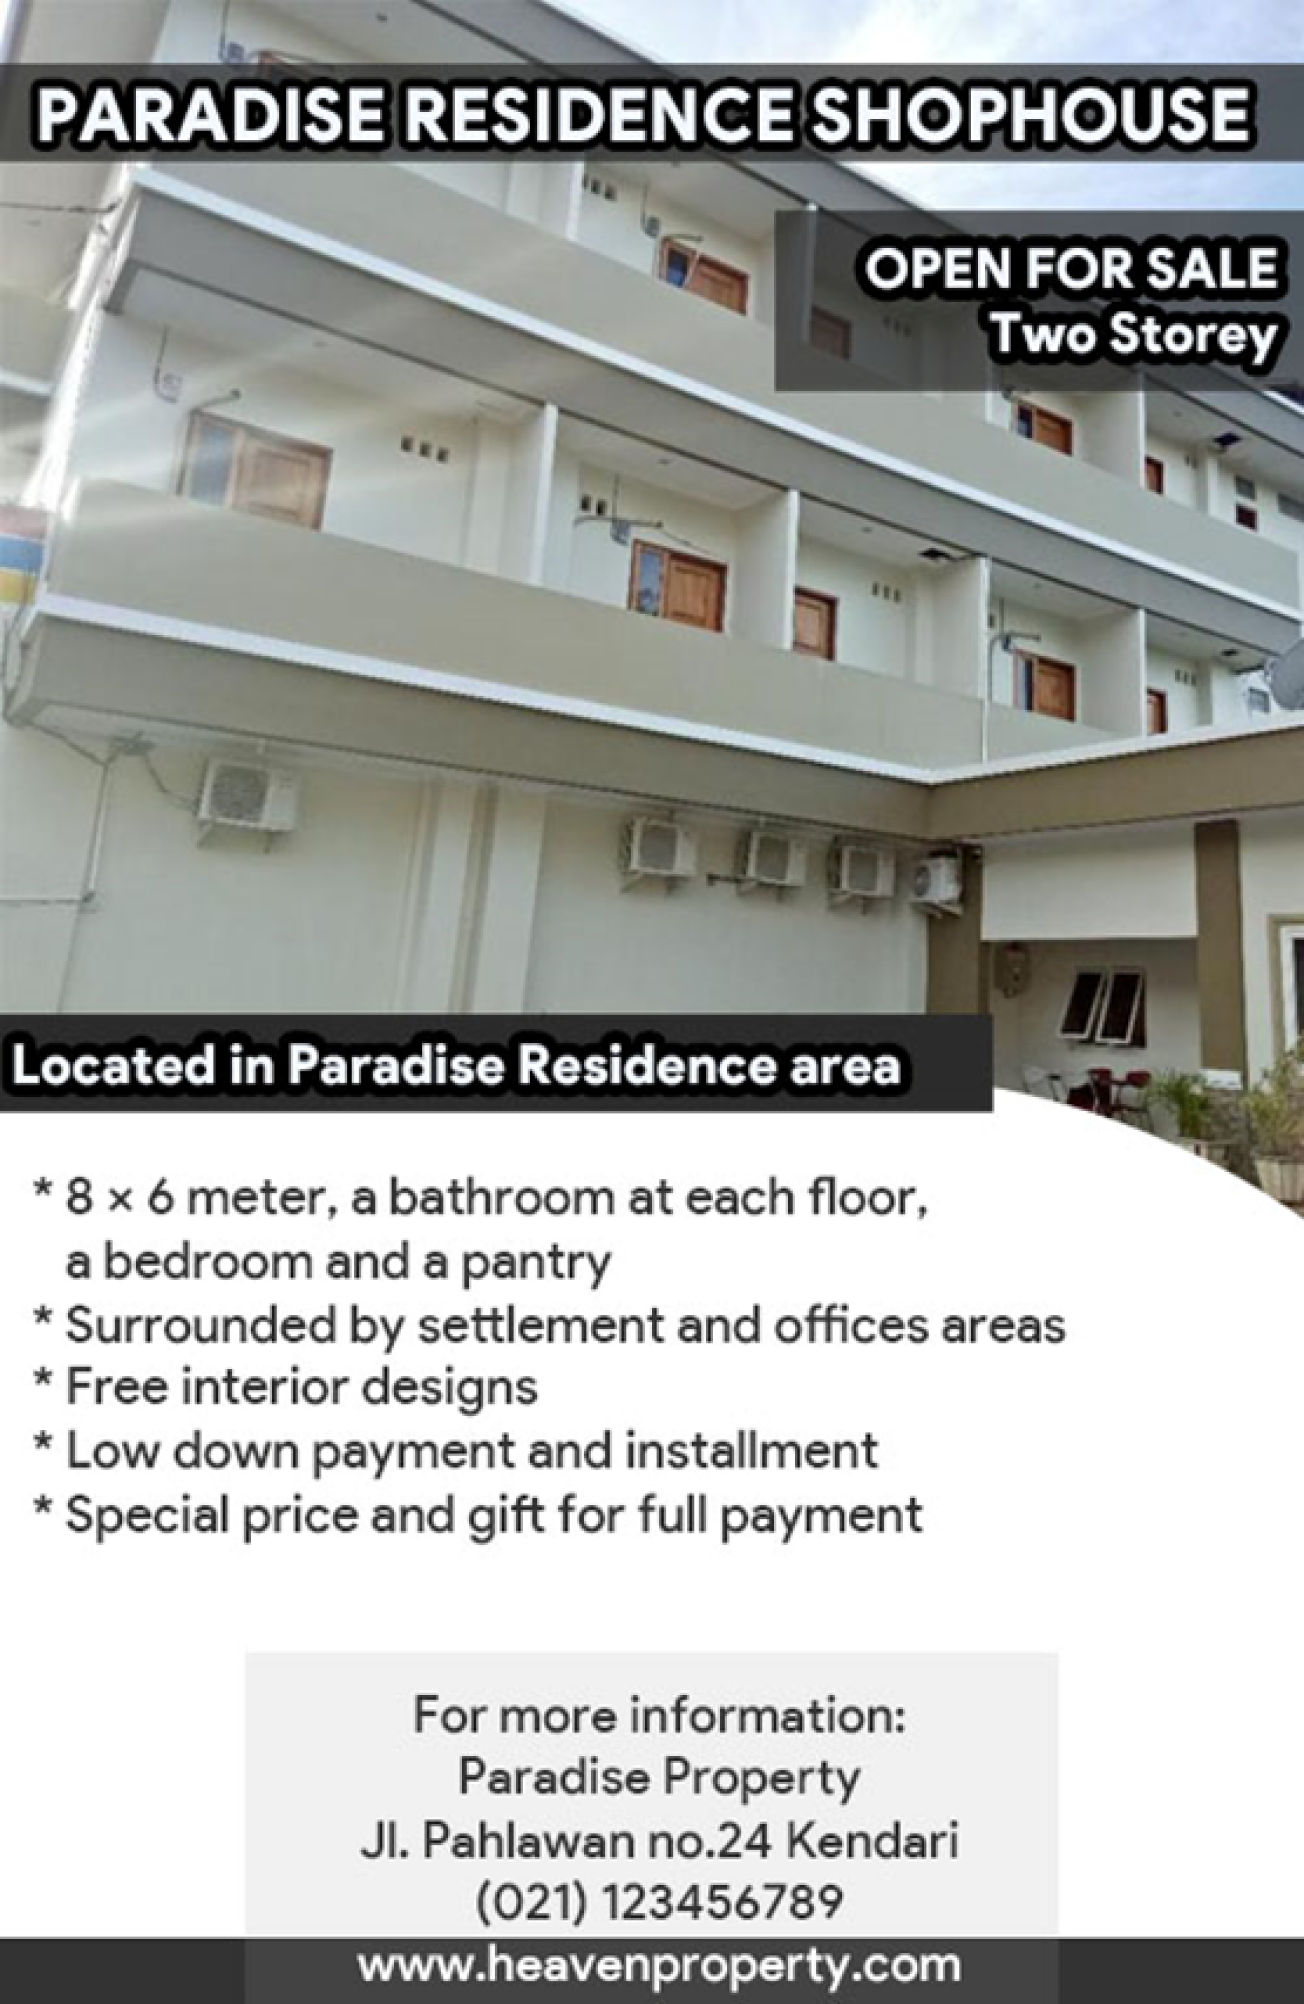 PARADISE RESIDENCE SHOPHOUSE
OPEN FOR SALE
Two Storey
Located in Paradise Residence area
* 8 × 6 meter, a bathroom at each floor,
a bedroom and a pantry
* Surrounded by settlement and offices areas
* Free interior designs
* Low down payment and installment
* Special price and gift for full payment
For more information:
Paradise Property
Jl. Pahlawan no.24 Kendari
(021) 123456789
www.heavenproperty.com